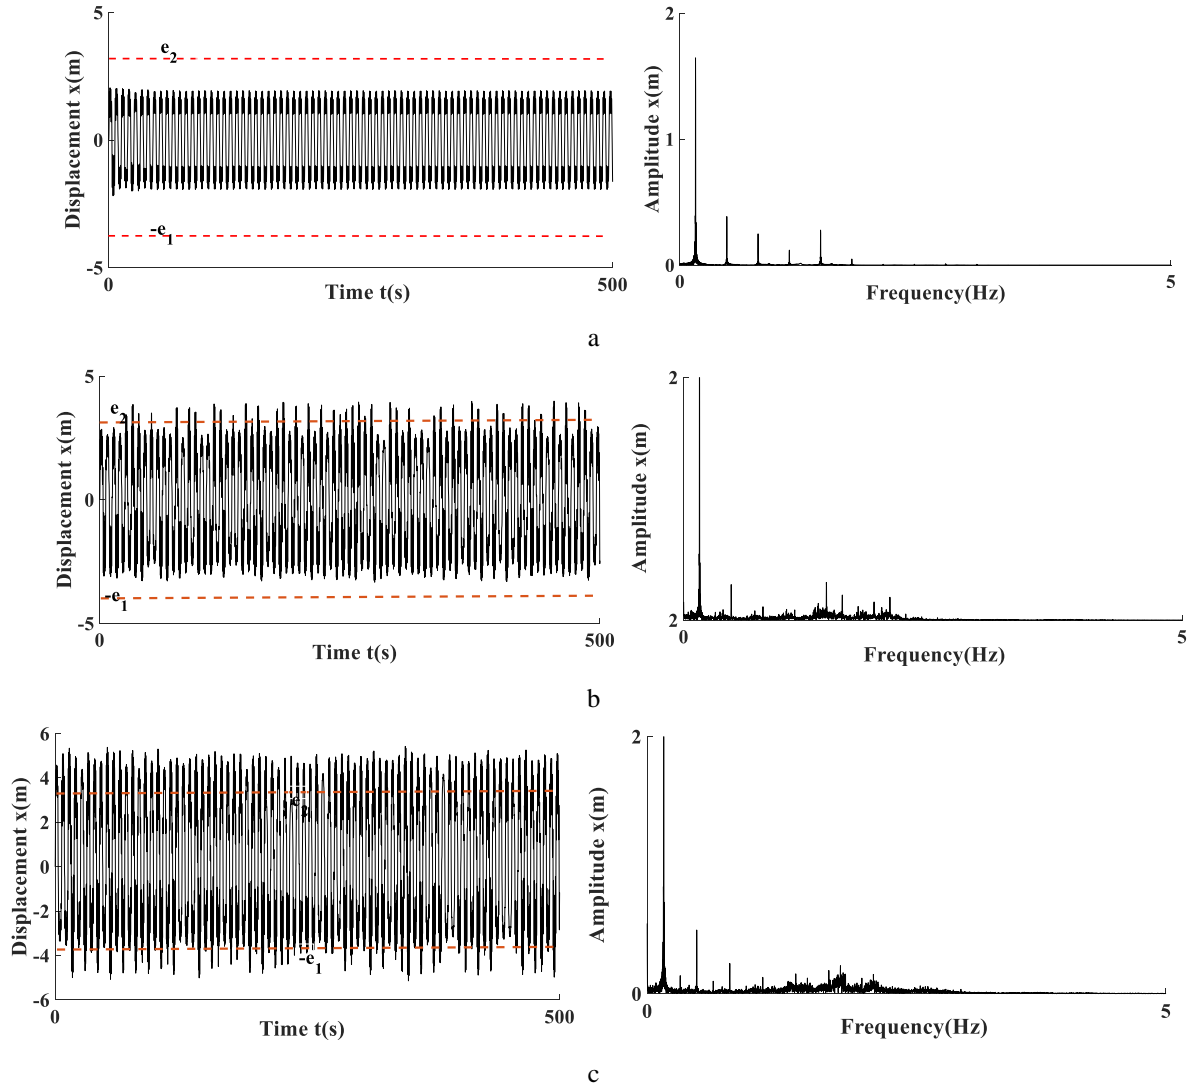 5
e2
Displacement x(m)
0
-e1
-5
0
500
Time t(s)
2
Amplitude x(m)
1
0
0
5
Frequency(Hz)
a
5
e2
Displacement x(m)
0
-e1
-5
0
500
Time t(s)
2
Amplitude x(m)
2
0
5
Frequency(Hz)
b
6
4
e2
2
Displacement x(m)
0
-2
-4
-e1
-6
0
500
Time t(s)
2
Amplitude x(m)
0
0
5
Frequency(Hz)
c